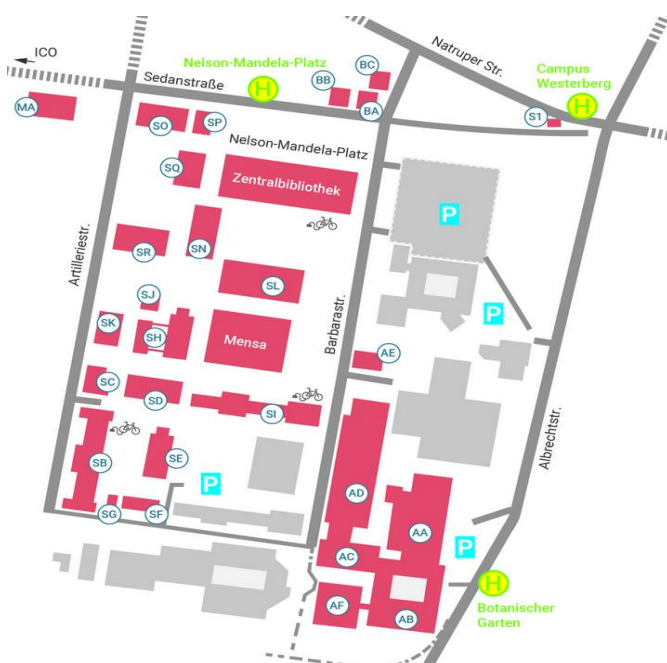 ICO
Nelson-Mandela-Platz
H
Sedanstraße
BB
BC
BA
Natruper Str.
Campus
Westerberg
H
S1
MA
SO
SP
Nelson-Mandela-Platz
SQ
Zentralbibliothek
P
SR
SN
SL
SJ
SK
SH
Mensa
P
Artilleriestr.
Barbarastr.
Albrechtstr.
AE
SC
SD
SI
SB
SE
P
SG
SF
AD
AA
P
AC
AF
AB
H
Botanischer
Garten